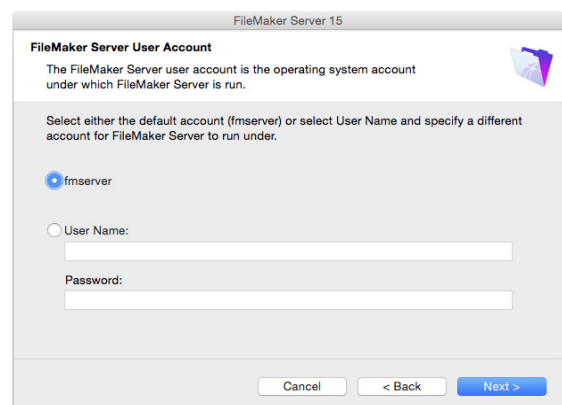 FileMaker Server 15
FileMaker Server User Account
The FileMaker Server user account is the operating system account
under which FileMaker Server is run.
Select either the default account (fmserver) or select User Name and specify a different
account for FileMaker Server to run under.
fmserver
User Name:
Password:
Cancel
< Back
Next >